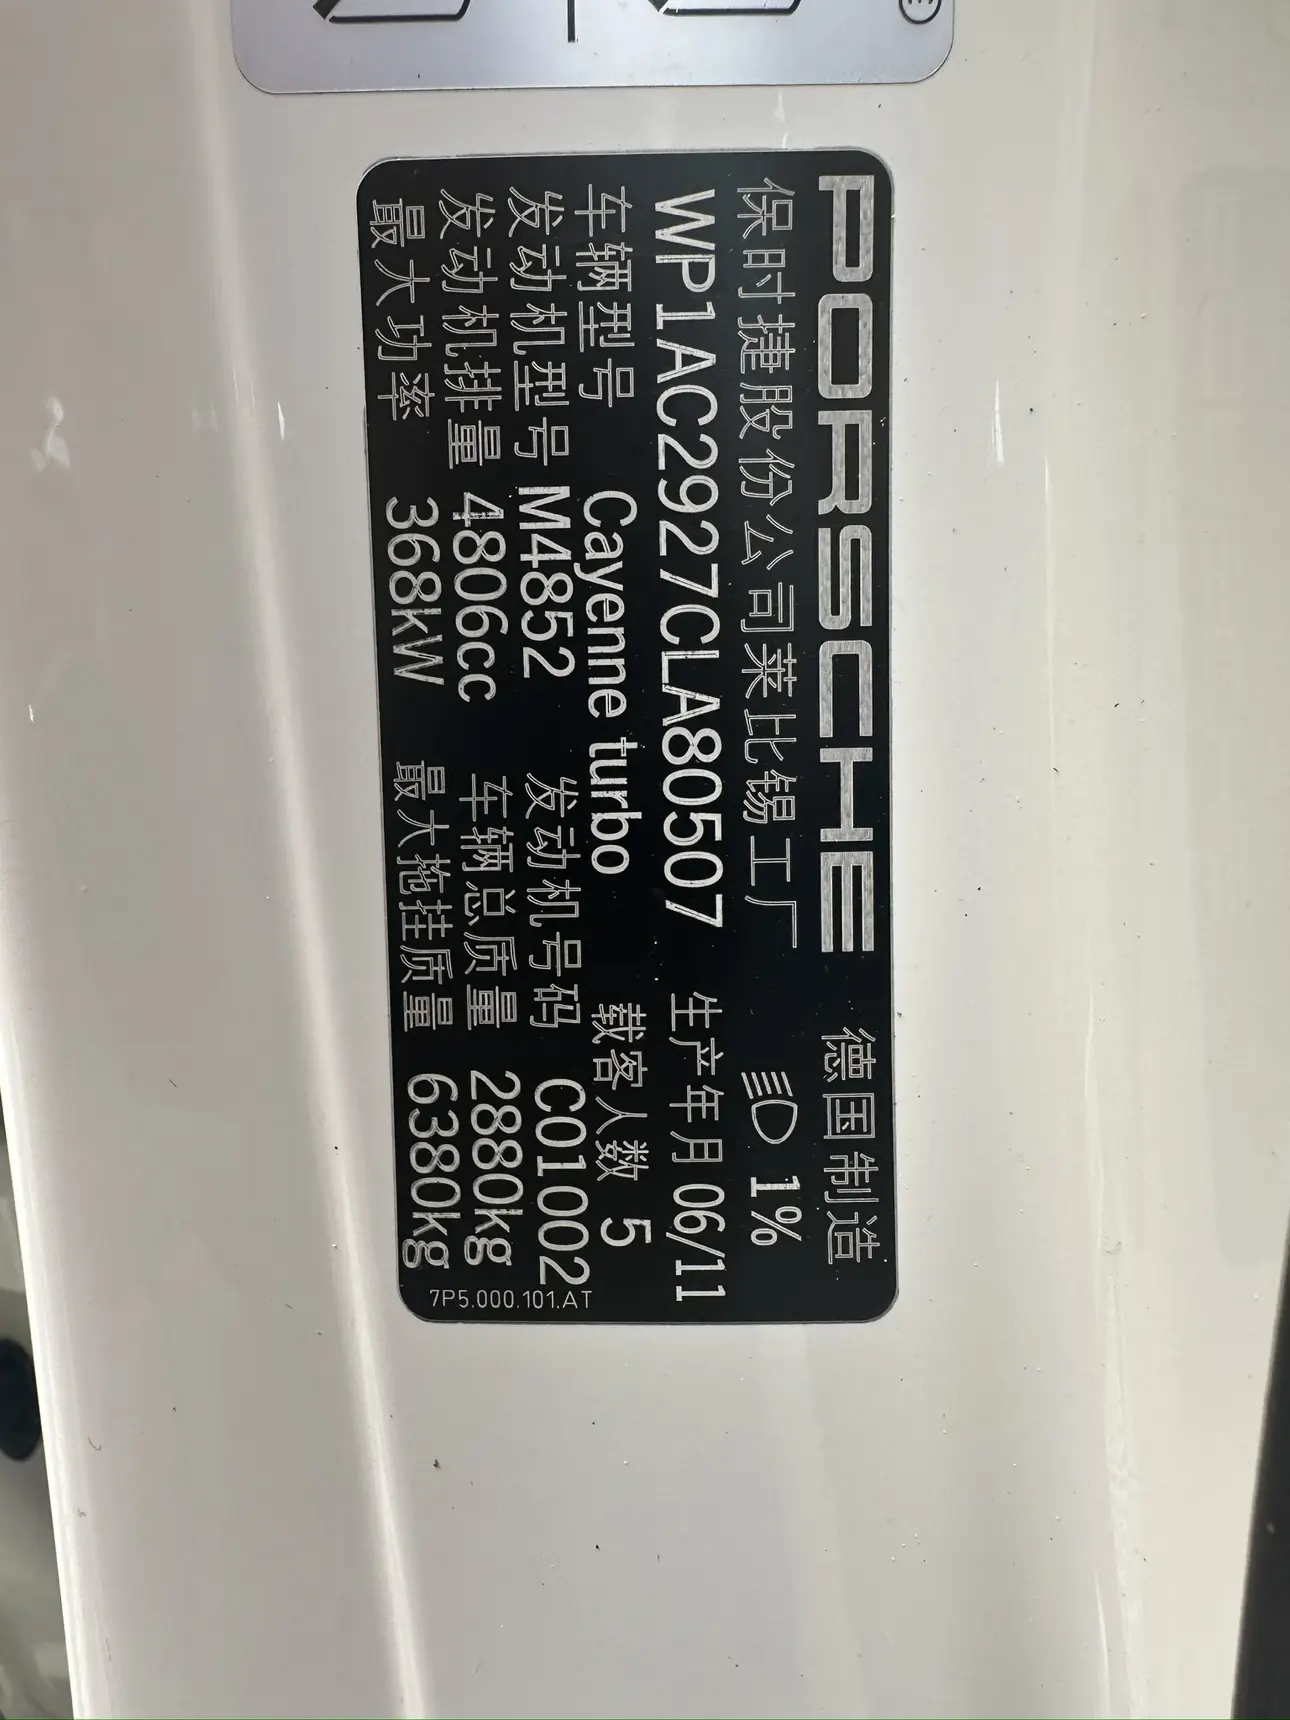 PORSCHE 德国制造
保时捷股份公司莱比锡工厂 1%
WP1AC2927CLA80507 生产年月 06/11
车辆型号 Cayenne turbo 载客人数 5
发动机型号 M4852 发动机号码 C01002
发动机排量 4806cc 车辆总质量 2880kg
最大功率 368kW 最大拖挂质量 6380kg
7P5.000.101.AT